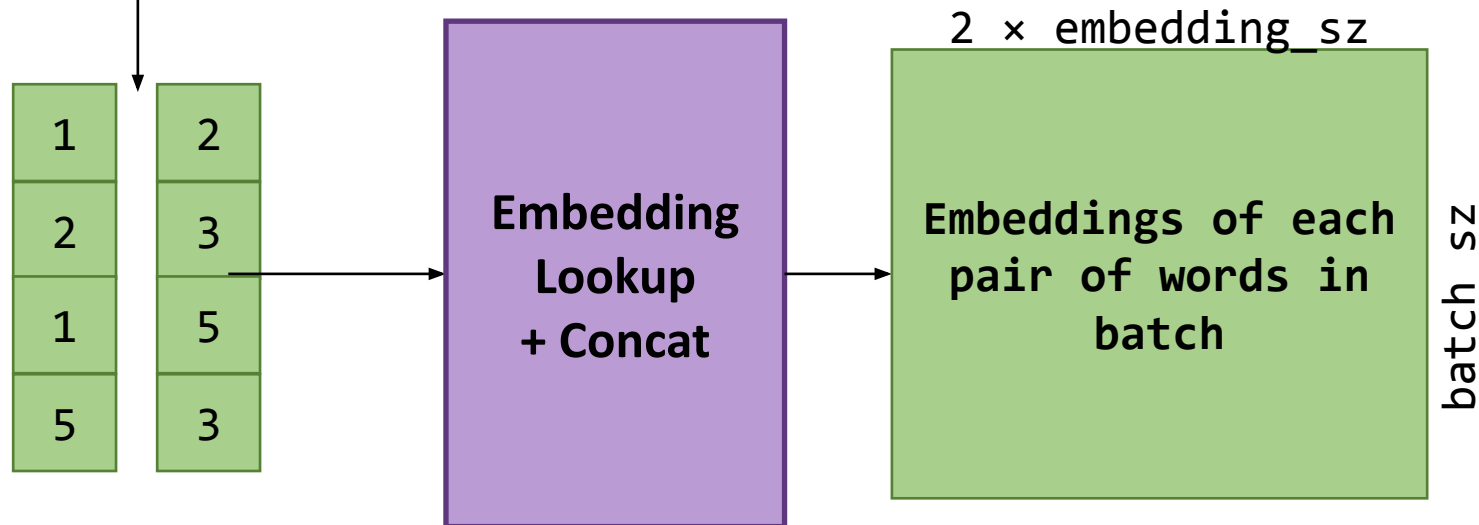 1 2
2 3
1 5
5 3
Embedding
Lookup
+ Concat
2 × embedding_sz
Embeddings of each
pair of words in
batch
batch sz